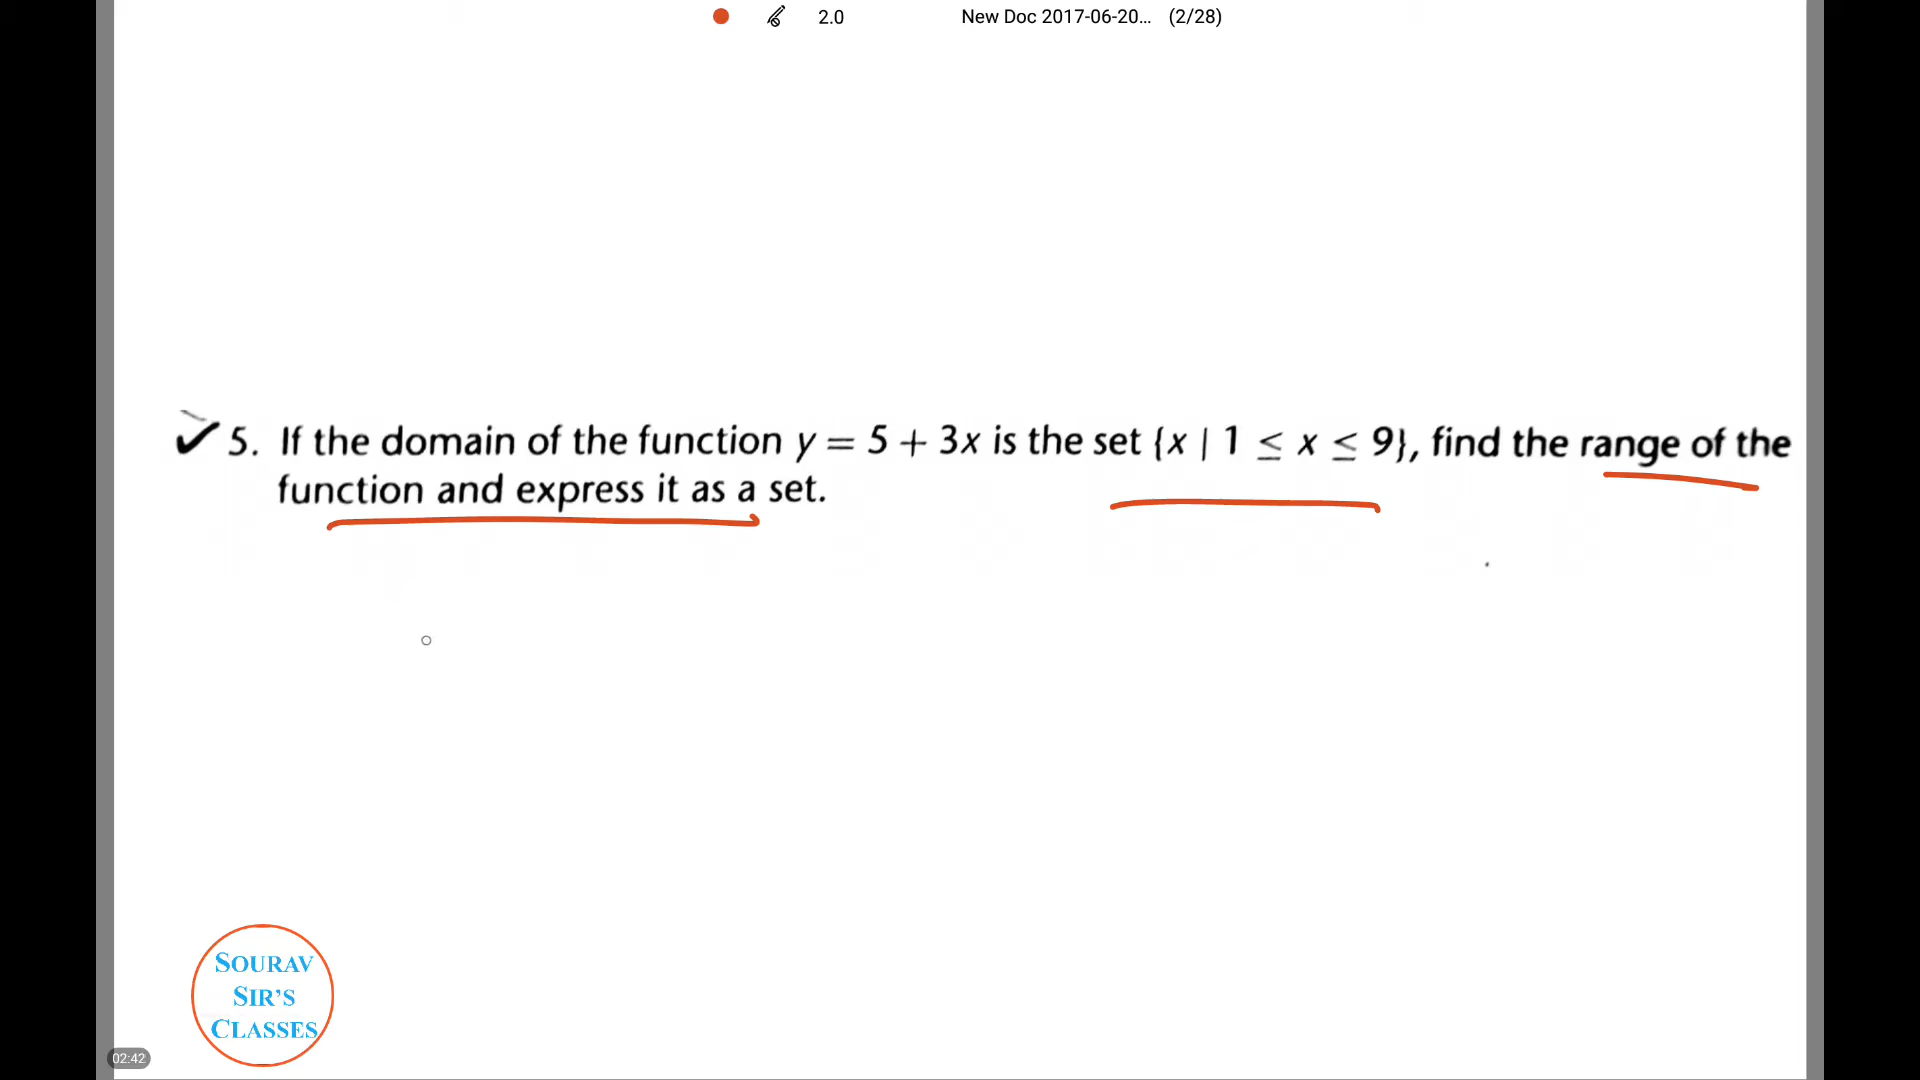 2.0 New Doc 2017-06-20... (2/28)
5. If the domain of the function y = 5 + 3x is the set {x | 1 ≤ x ≤ 9}, find the range of the
function and express it as a set.
SOURAV
SIR'S
CLASSES
02:42